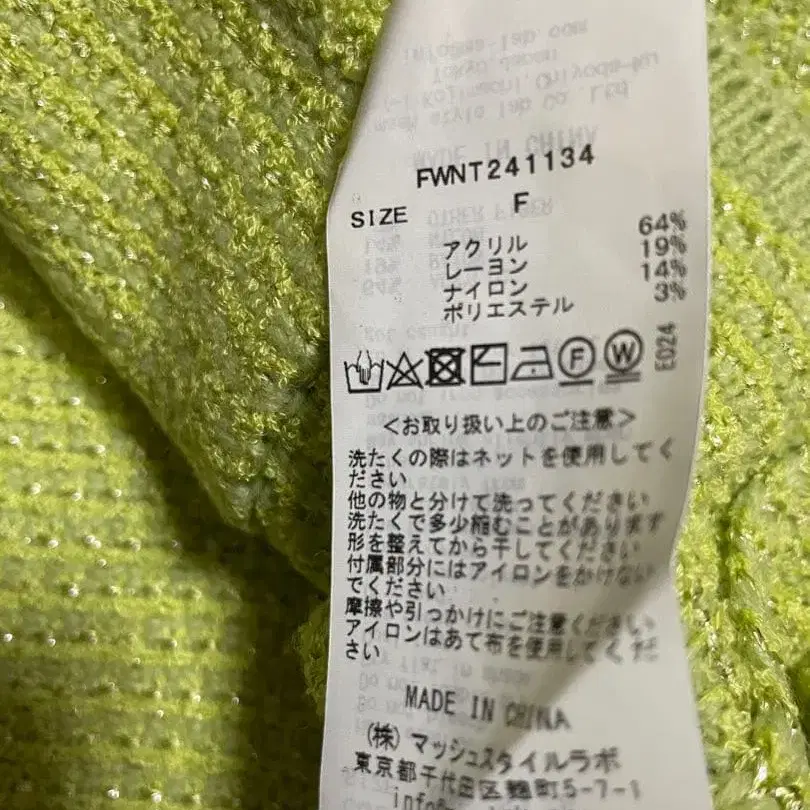 FWNT241134
SIZE F
アクリル 64%
レーヨン 19%
ナイロン 14%
ポリエステル 3%
F W
ED24
<お取り扱い上のご注意>
洗たくの際はネットを使用してく
ださい
他の物と分けて洗ってください
洗たくで多少縮むことがあります
形を整えてから干してください
付属部分にはアイロンをかけない
でください
摩擦や引っかけにご注意ください
アイロンはあて布を使用してくだ
さい
MADE IN CHINA
(株) マッシュスタイルラボ
東京都千代田区麹町5-7-1